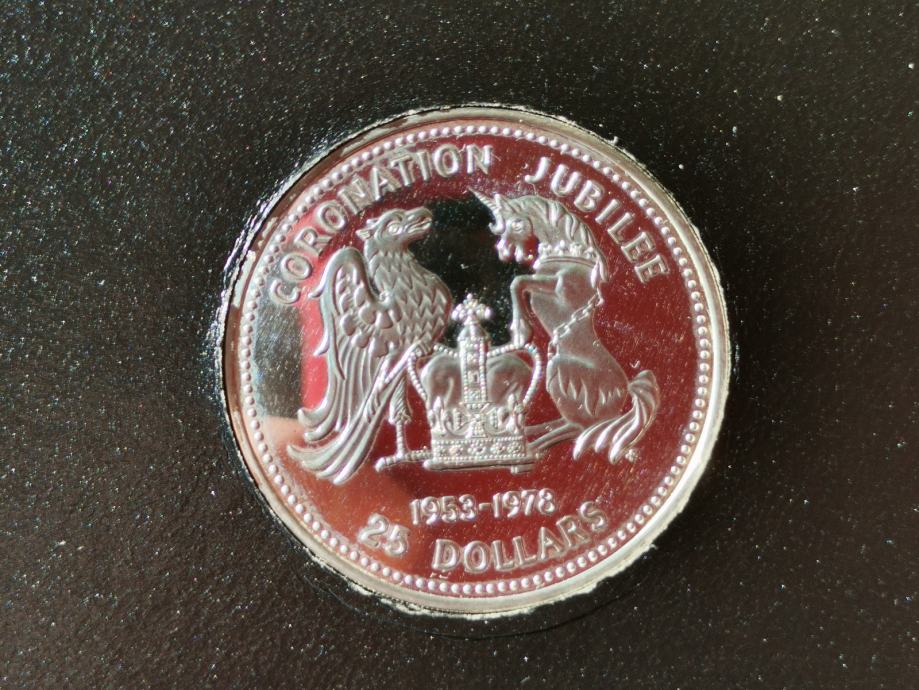 CORONATION JUBILEE
1953-1978
25 DOLLARS